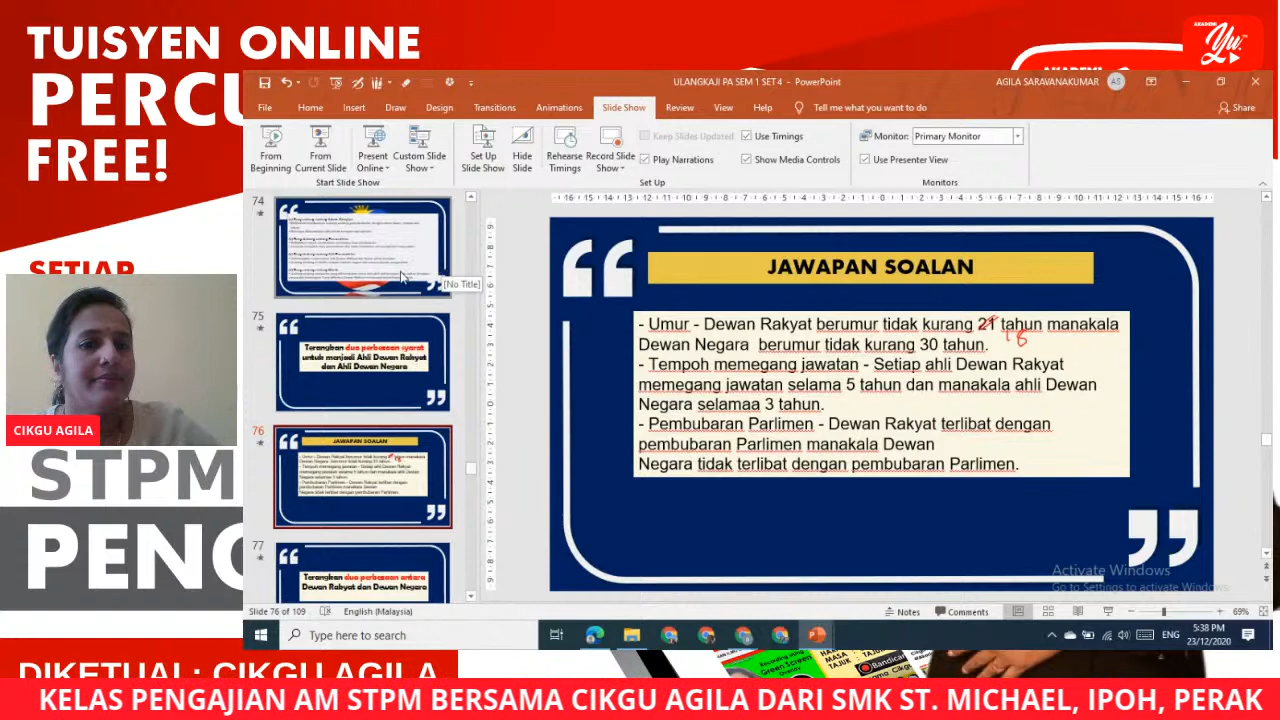 TUISYEN ONLINE
PERCU
FREE!
SETIAP
AKADEMI
Yu.
ULANGKAJI PA SEM 1 SET4 - PowerPoint
AGILA SARAVANAKUMAR AS
File Home Insert Draw Design Transitions Animations Slide Show Review View Help Tell me what you want to do Share
From Beginning
From Current Slide
Present Online
Custom Slide Show
Start Slide Show
Set Up Slide Show
Hide Slide
Rehearse Timings
Record Slide Show
Keep Slides Updated
Play Narrations
Use Timings
Show Media Controls
Set Up
Monitor: Primary Monitor
Use Presenter View
Monitors
74
[No Title]
75
Terangkan dua perbezaan syarat
untuk menjadi Ahli Dewan Rakyat
dan Ahli Dewan Negara
76
JAWAPAN SOALAN
77
Terangkan dua perbezaan antara
Dewan Rakyat dan Dewan Negara
JAWAPAN SOALAN
- Umur - Dewan Rakyat berumur tidak kurang 21 tahun manakala
18
Dewan Negara berumur tidak kurang 30 tahun.
- Tempoh memegang jawatan - Setiap ahli Dewan Rakyat
memegang jawatan selama 5 tahun dan manakala ahli Dewan
Negara selamaa 3 tahun.
- Pembubaran Parlimen - Dewan Rakyat terlibat dengan
pembubaran Parlimen manakala Dewan
Negara tidak terlibat dengan pembubaran Parlimen.
Activate Windows
Go to Settings to activate Windows.
CIKGU AGILA
STPM
PENG
DIKETUAI : CIKGU AGILA
Slide 76 of 109 English (Malaysia) Notes Comments 69%
Type here to search
ENG
5:38 PM
23/12/2020
KELAS PENGAJIAN AM STPM BERSAMA CIKGU AGILA DARI SMK ST. MICHAEL, IPOH, PERAK